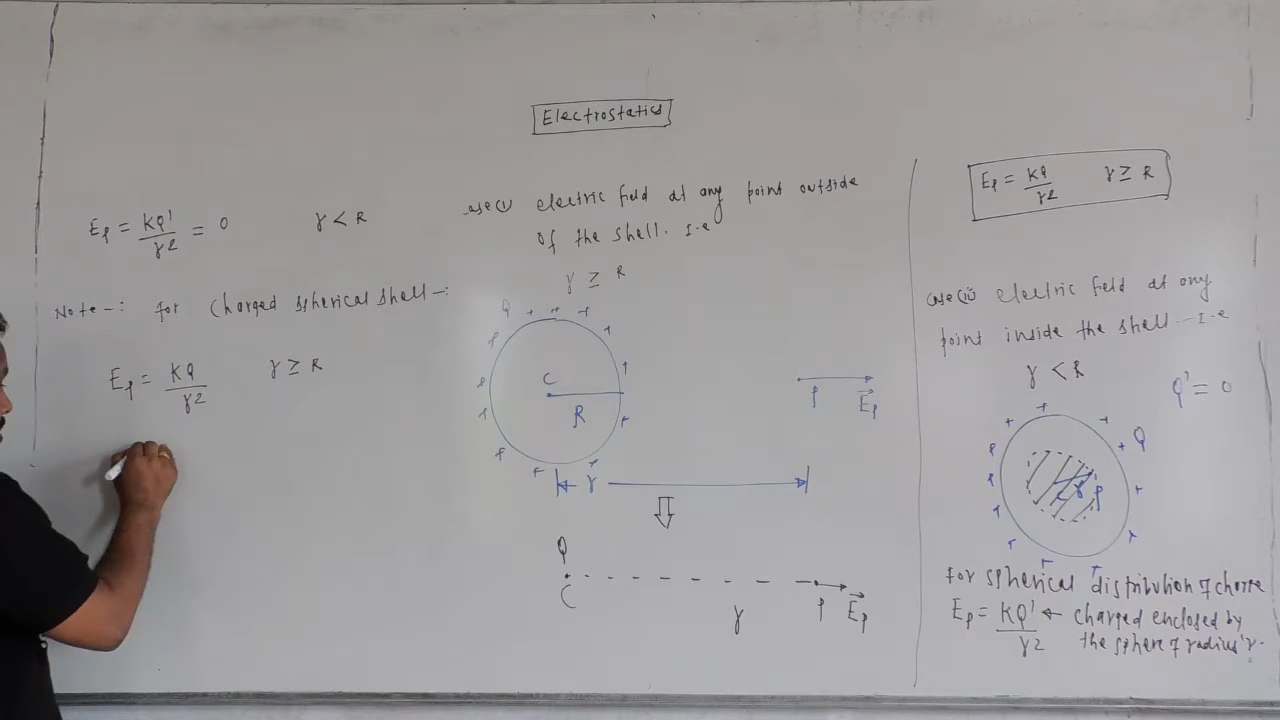 Electrostatics
Ep = KQ' / r2 = 0 r < R
Note-: for charged spherical shell-:
Ep = KQ / r2 r ≥ R
case(i) electric field at any point outside
of the shell. I.e
r ≥ R
Q + + +
+
+
+
+
+
+
+
+
+
+
C
R
r
P
E⃗p
⇓
Q
C
r
P
E⃗p
Ep = KQ / r2 r ≥ R
case(ii) electric field at any
point inside the shell.-I.e
r < R
Q' = 0
+ + +
+ Q
+
+
+
+
+
+
+
+
r P
for spherical distribution of charge
Ep = KQ' / r2 ← charged enclosed by
the sphere of radius 'r.